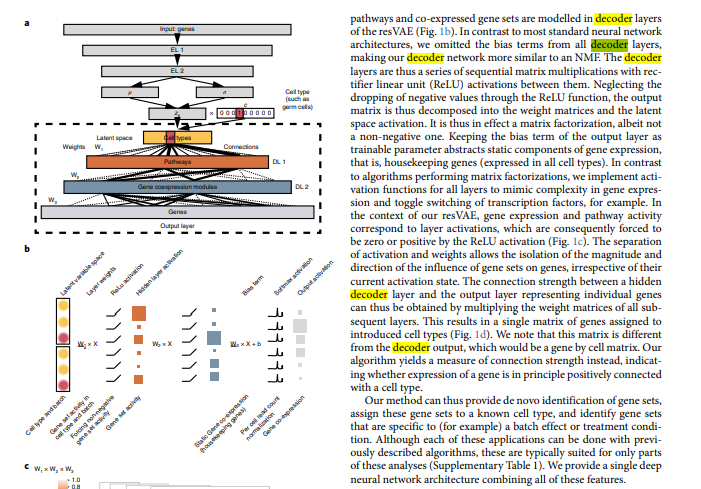 a
Input: genes
EL 1
EL 2
μ
σ
Cell type
(such as
germ cells)
c
z
× 0 0 0 1 0 0 0 0 0
Latent space
Cell types
Weights W₁
Connections
Pathways
DL 1
W₂
Gene coexpression modules
DL 2
W₃
Genes
Output layer
b
Latent variable space
Layer weights
ReLu activation
Hidden layer activation
Bias term
Softmax activation
Output activation
W₁ × X
W₂ × X
W₃ × X + b
Cell type and batch
Gene set activity in
cell type and batch
Forcing non-negative
gene set activity
Gene set activity
Static Gene co-expression
(housekeeping genes)
Per cell read count
normalization
Gene co-expression
c
W₁ × W₂ × W₃
1.0
0.8
pathways and co-expressed gene sets are modelled in decoder layers
of the resVAE (Fig. 1b). In contrast to most standard neural network
architectures, we omitted the bias terms from all decoder layers,
making our decoder network more similar to an NMF. The decoder
layers are thus a series of sequential matrix multiplications with rec-
tifier linear unit (ReLU) activations between them. Neglecting the
dropping of negative values through the ReLU function, the output
matrix is thus decomposed into the weight matrices and the latent
space activation. It is thus in effect a matrix factorization, albeit not
a non-negative one. Keeping the bias term of the output layer as
trainable parameter abstracts static components of gene expression,
that is, housekeeping genes (expressed in all cell types). In contrast
to algorithms performing matrix factorizations, we implement acti-
vation functions for all layers to mimic complexity in gene expres-
sion and toggle switching of transcription factors, for example. In
the context of our resVAE, gene expression and pathway activity
correspond to layer activations, which are consequently forced to
be zero or positive by the ReLU activation (Fig. 1c). The separation
of activation and weights allows the isolation of the magnitude and
direction of the influence of gene sets on genes, irrespective of their
current activation state. The connection strength between a hidden
decoder layer and the output layer representing individual genes
can thus be obtained by multiplying the weight matrices of all sub-
sequent layers. This results in a single matrix of genes assigned to
introduced cell types (Fig. 1d). We note that this matrix is different
from the decoder output, which would be a gene by cell matrix. Our
algorithm yields a measure of connection strength instead, indicat-
ing whether expression of a gene is in principle positively connected
with a cell type.
Our method can thus provide de novo identification of gene sets,
assign these gene sets to a known cell type, and identify gene sets
that are specific to (for example) a batch effect or treatment condi-
tion. Although each of these applications can be done with previ-
ously described algorithms, these are typically suited for only parts
of these analyses (Supplementary Table 1). We provide a single deep
neural network architecture combining all of these features.